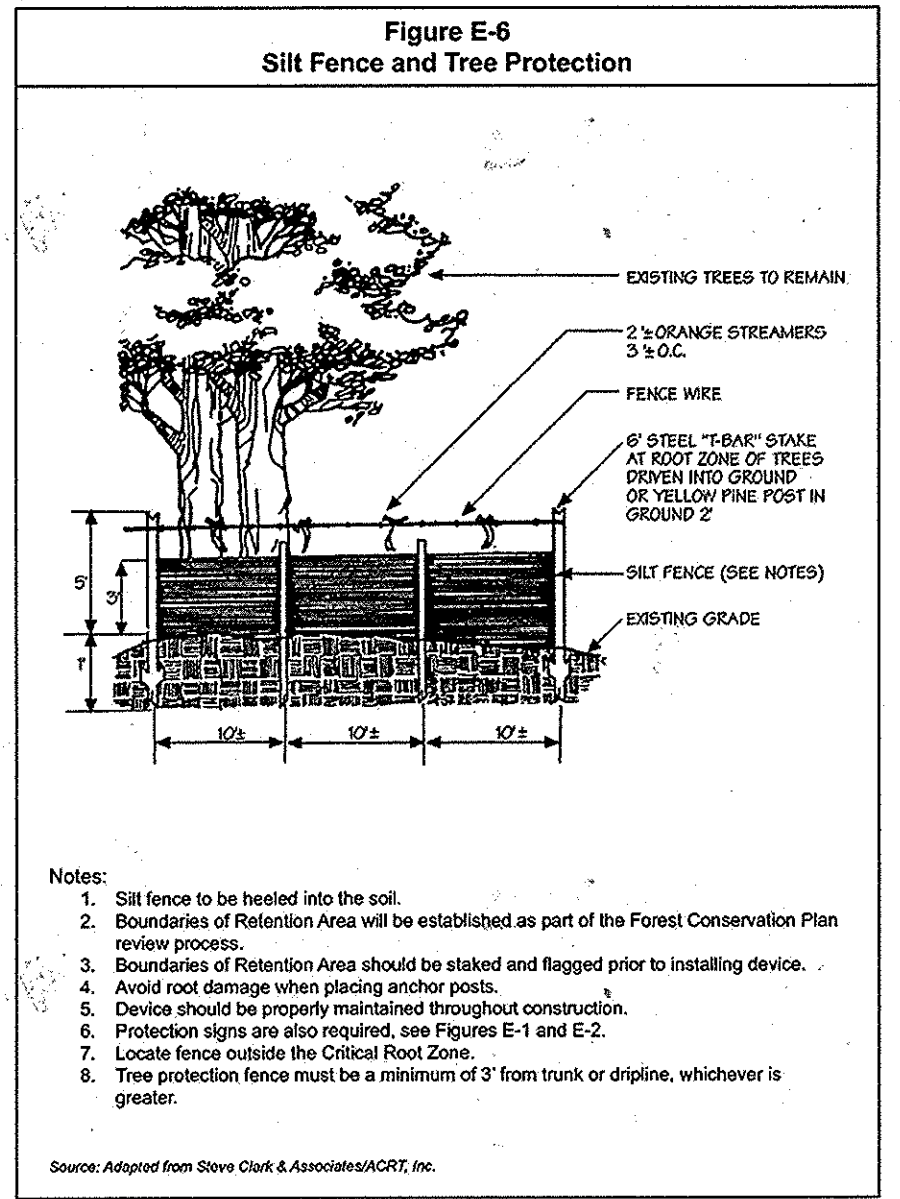 Figure E-6
Silt Fence and Tree Protection
EXISTING TREES TO REMAIN
2'± ORANGE STREAMERS
3'± O.C.
FENCE WIRE
6' STEEL "T-BAR" STAKE
AT ROOT ZONE OF TREES
DRIVEN INTO GROUND
OR YELLOW PINE POST IN
GROUND 2'
5'
3'
SILT FENCE (SEE NOTES)
EXISTING GRADE
1'
10'± 10'± 10'±
Notes:
1. Silt fence to be heeled into the soil.
2. Boundaries of Retention Area will be established as part of the Forest Conservation Plan
review process.
3. Boundaries of Retention Area should be staked and flagged prior to installing device.
4. Avoid root damage when placing anchor posts.
5. Device should be properly maintained throughout construction.
6. Protection signs are also required, see Figures E-1 and E-2.
7. Locate fence outside the Critical Root Zone.
8. Tree protection fence must be a minimum of 3' from trunk or dripline, whichever is
greater.
Source: Adapted from Steve Clark & Associates/ACRT, Inc.